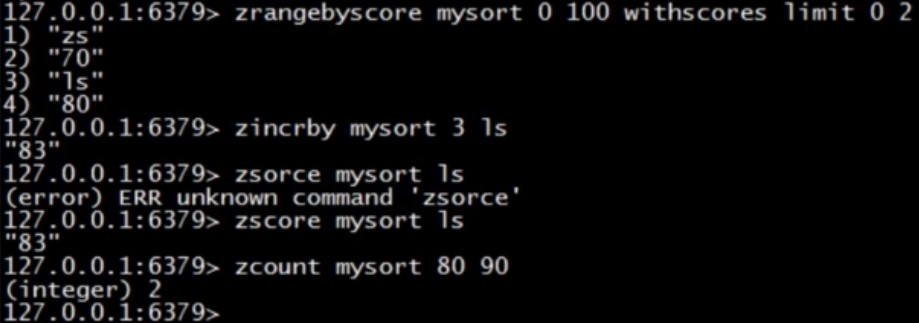 127.0.0.1:6379> zrangebyscore mysort 0 100 withscores limit 0 2
1) "zs"
2) "70"
3) "ls"
4) "80"
127.0.0.1:6379> zincrby mysort 3 ls
"83"
127.0.0.1:6379> zsorce mysort ls
(error) ERR unknown command 'zsorce'
127.0.0.1:6379> zscore mysort ls
"83"
127.0.0.1:6379> zcount mysort 80 90
(integer) 2
127.0.0.1:6379>